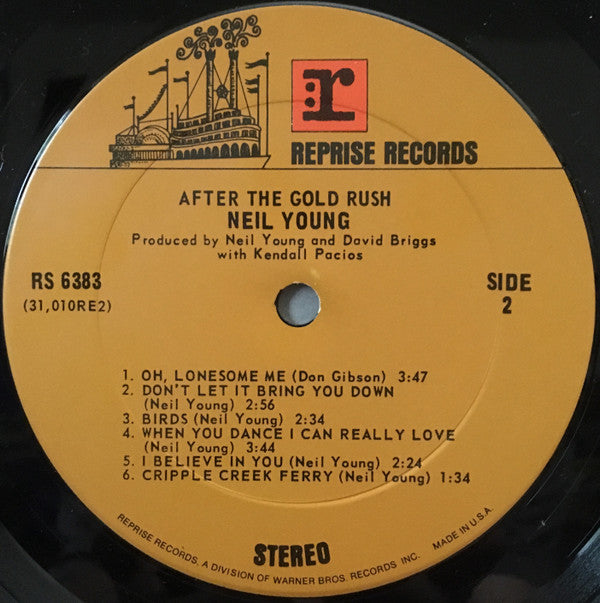 :r
REPRISE RECORDS
AFTER THE GOLD RUSH
NEIL YOUNG
Produced by Neil Young and David Briggs
with Kendall Pacios
RS 6383
(31,010RE2)
SIDE
2
1. OH, LONESOME ME (Don Gibson) 3:47
2. DON'T LET IT BRING YOU DOWN
(Neil Young) 2:56
3. BIRDS (Neil Young) 2:34
4. WHEN YOU DANCE I CAN REALLY LOVE
(Neil Young) 3:44
5. I BELIEVE IN YOU (Neil Young) 2:24
6. CRIPPLE CREEK FERRY (Neil Young) 1:34
STEREO
REPRISE RECORDS, A DIVISION OF WARNER BROS. RECORDS INC. MADE IN U.S.A.